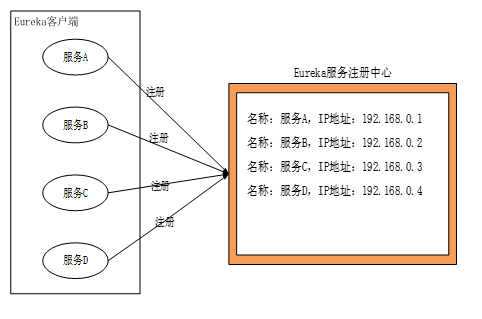 Eureka客户端
服务A
服务B
服务C
服务D
注册
注册
注册
注册
Eureka服务注册中心
名称：服务A，IP地址：192.168.0.1
名称：服务B，IP地址：192.168.0.2
名称：服务C，IP地址：192.168.0.3
名称：服务D，IP地址：192.168.0.4